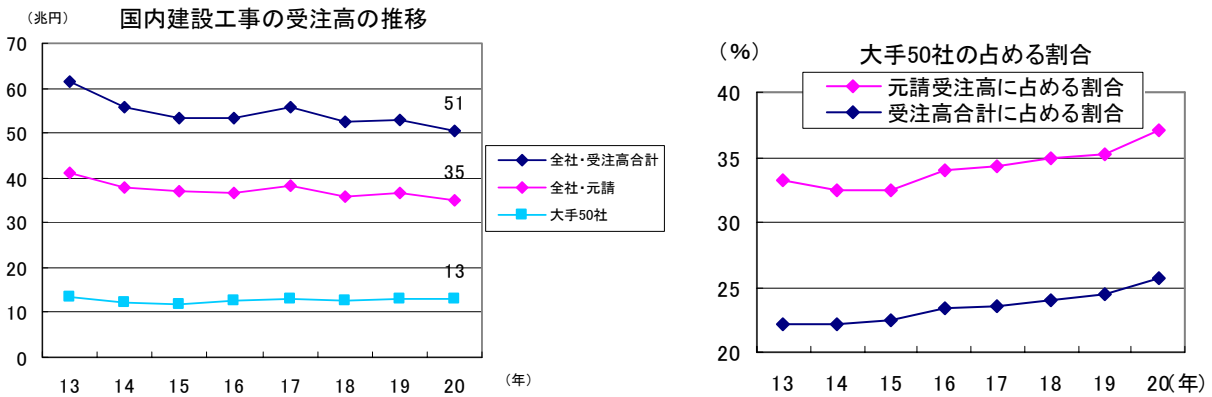 （兆円）
国内建設工事の受注高の推移
70
60
50
40
30
20
10
0
51
35
13
13 14 15 16 17 18 19 20
（年）
全社・受注高合計
全社・元請
大手50社
（％）
大手50社の占める割合
元請受注高に占める割合
受注高合計に占める割合
40
35
30
25
20
13 14 15 16 17 18 19 20(年)